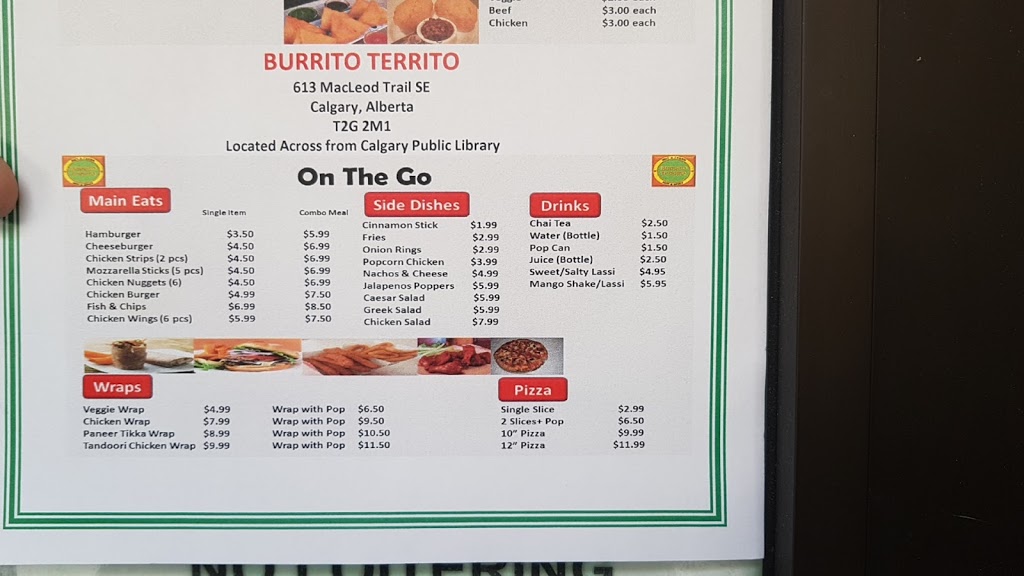 Beef $3.00 each
Chicken $3.00 each
BURRITO TERRITO
613 MacLeod Trail SE
Calgary, Alberta
T2G 2M1
Located Across from Calgary Public Library
On The Go
Main Eats
Single Item Combo Meal
Hamburger $3.50 $5.99
Cheeseburger $4.50 $6.99
Chicken Strips (2 pcs) $4.50 $6.99
Mozzarella Sticks (5 pcs) $4.50 $6.99
Chicken Nuggets (6) $4.50 $6.99
Chicken Burger $4.99 $7.50
Fish & Chips $6.99 $8.50
Chicken Wings (6 pcs) $5.99 $7.50
Side Dishes
Cinnamon Stick $1.99
Fries $2.99
Onion Rings $2.99
Popcorn Chicken $3.99
Nachos & Cheese $4.99
Jalapenos Poppers $5.99
Caesar Salad $5.99
Greek Salad $5.99
Chicken Salad $7.99
Drinks
Chai Tea $2.50
Water (Bottle) $1.50
Pop Can $1.50
Juice (Bottle) $2.50
Sweet/Salty Lassi $4.95
Mango Shake/Lassi $5.95
Wraps
Veggie Wrap $4.99 Wrap with Pop $6.50
Chicken Wrap $7.99 Wrap with Pop $9.50
Paneer Tikka Wrap $8.99 Wrap with Pop $10.50
Tandoori Chicken Wrap $9.99 Wrap with Pop $11.50
Pizza
Single Slice $2.99
2 Slices+ Pop $6.50
10” Pizza $9.99
12” Pizza $11.99
NO LOITERING